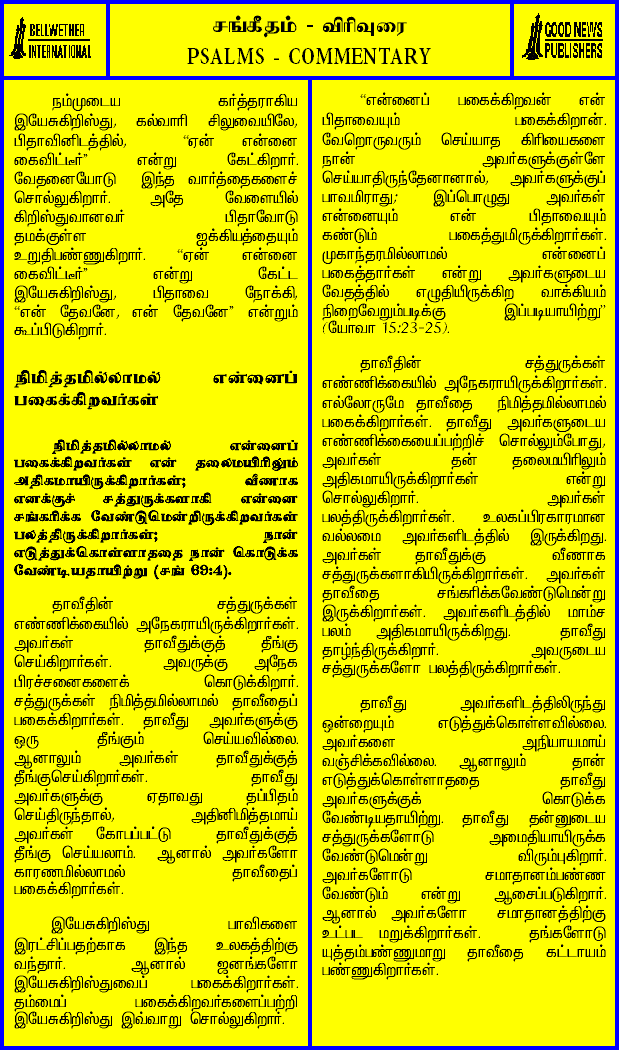 BELLWETHER
INTERNATIONAL
சங்கீதம் - விரிவுரை
PSALMS - COMMENTARY
GOOD NEWS
PUBLISHERS
நம்முடைய கர்த்தராகிய
இயேசுகிறிஸ்து, கல்வாரி சிலுவையிலே,
பிதாவினிடத்தில், “ஏன் என்னை
கைவிட்டீர்” என்று கேட்கிறார்.
வேதனையோடு இந்த வார்த்தைகளைச்
சொல்லுகிறார். அதே வேளையில்
கிறிஸ்துவானவர் பிதாவோடு
தமக்குள்ள ஐக்கியத்தையும்
உறுதிபண்ணுகிறார். “ஏன் என்னை
கைவிட்டீர்” என்று கேட்ட
இயேசுகிறிஸ்து, பிதாவை நோக்கி,
“என் தேவனே, என் தேவனே” என்றும்
கூப்பிடுகிறார்.
நிமித்தமில்லாமல் என்னைப்
பகைக்கிறவர்கள்
நிமித்தமில்லாமல் என்னைப்
பகைக்கிறவர்கள் என் தலைமயிரிலும்
அதிகமாயிருக்கிறார்கள்; வீணாக
எனக்குச் சத்துருக்களாகி என்னை
சங்கரிக்க வேண்டுமென்றிருக்கிறவர்கள்
பலத்திருக்கிறார்கள்; நான்
எடுத்துக்கொள்ளாததை நான் கொடுக்க
வேண்டியதாயிற்று (சங் 69:4).
தாவீதின் சத்துருக்கள்
எண்ணிக்கையில் அநேகராயிருக்கிறார்கள்.
அவர்கள் தாவீதுக்குத் தீங்கு
செய்கிறார்கள். அவருக்கு அநேக
பிரச்சனைகளைக் கொடுக்கிறார்.
சத்துருக்கள் நிமித்தமில்லாமல் தாவீதைப்
பகைக்கிறார்கள். தாவீது அவர்களுக்கு
ஒரு தீங்கும் செய்யவில்லை.
ஆனாலும் அவர்கள் தாவீதுக்குத்
தீங்குசெய்கிறார்கள். தாவீது
அவர்களுக்கு ஏதாவது தப்பிதம்
செய்திருந்தால், அதினிமித்தமாய்
அவர்கள் கோபப்பட்டு தாவீதுக்குத்
தீங்கு செய்யலாம். ஆனால் அவர்களோ
காரணமில்லாமல் தாவீதைப்
பகைக்கிறார்கள்.
இயேசுகிறிஸ்து பாவிகளை
இரட்சிப்பதற்காக இந்த உலகத்திற்கு
வந்தார். ஆனால் ஜனங்களோ
இயேசுகிறிஸ்துவைப் பகைக்கிறார்கள்.
தம்மைப் பகைக்கிறவர்களைப்பற்றி
இயேசுகிறிஸ்து இவ்வாறு சொல்லுகிறார்.
“என்னைப் பகைக்கிறவன் என்
பிதாவையும் பகைக்கிறான்.
வேறொருவரும் செய்யாத கிரியைகளை
நான் அவர்களுக்குள்ளே
செய்யாதிருந்தேனானால், அவர்களுக்குப்
பாவமிராது; இப்பொழுது அவர்கள்
என்னையும் என் பிதாவையும்
கண்டும் பகைத்துமிருக்கிறார்கள்.
முகாந்தரமில்லாமல் என்னைப்
பகைத்தார்கள் என்று அவர்களுடைய
வேதத்தில் எழுதியிருக்கிற வாக்கியம்
நிறைவேறும்படிக்கு இப்படியாயிற்று”
(யோவா 15:23-25).
தாவீதின் சத்துருக்கள்
எண்ணிக்கையில் அநேகராயிருக்கிறார்கள்.
எல்லோருமே தாவீதை நிமித்தமில்லாமல்
பகைக்கிறார்கள். தாவீது அவர்களுடைய
எண்ணிக்கையைப்பற்றிச் சொல்லும்போது,
அவர்கள் தன் தலைமயிரிலும்
அதிகமாயிருக்கிறார்கள் என்று
சொல்லுகிறார். அவர்கள்
பலத்திருக்கிறார்கள். உலகப்பிரகாரமான
வல்லமை அவர்களிடத்தில் இருக்கிறது.
அவர்கள் தாவீதுக்கு வீணாக
சத்துருக்களாகியிருக்கிறார்கள். அவர்கள்
தாவீதை சங்கரிக்கவேண்டுமென்று
இருக்கிறார்கள். அவர்களிடத்தில் மாம்ச
பலம் அதிகமாயிருக்கிறது. தாவீது
தாழ்ந்திருக்கிறார். அவருடைய
சத்துருக்களோ பலத்திருக்கிறார்கள்.
தாவீது அவர்களிடத்திலிருந்து
ஒன்றையும் எடுத்துக்கொள்ளவில்லை.
அவர்களை அநியாயமாய்
வஞ்சிக்கவில்லை. ஆனாலும் தான்
எடுத்துக்கொள்ளாததை தாவீது
அவர்களுக்குக் கொடுக்க
வேண்டியதாயிற்று. தாவீது தன்னுடைய
சத்துருக்களோடு அமைதியாயிருக்க
வேண்டுமென்று விரும்புகிறார்.
அவர்களோடு சமாதானம்பண்ண
வேண்டும் என்று ஆசைப்படுகிறார்.
ஆனால் அவர்களோ சமாதானத்திற்கு
உட்பட மறுக்கிறார்கள். தங்களோடு
யுத்தம்பண்ணுமாறு தாவீதை கட்டாயம்
பண்ணுகிறார்கள்.